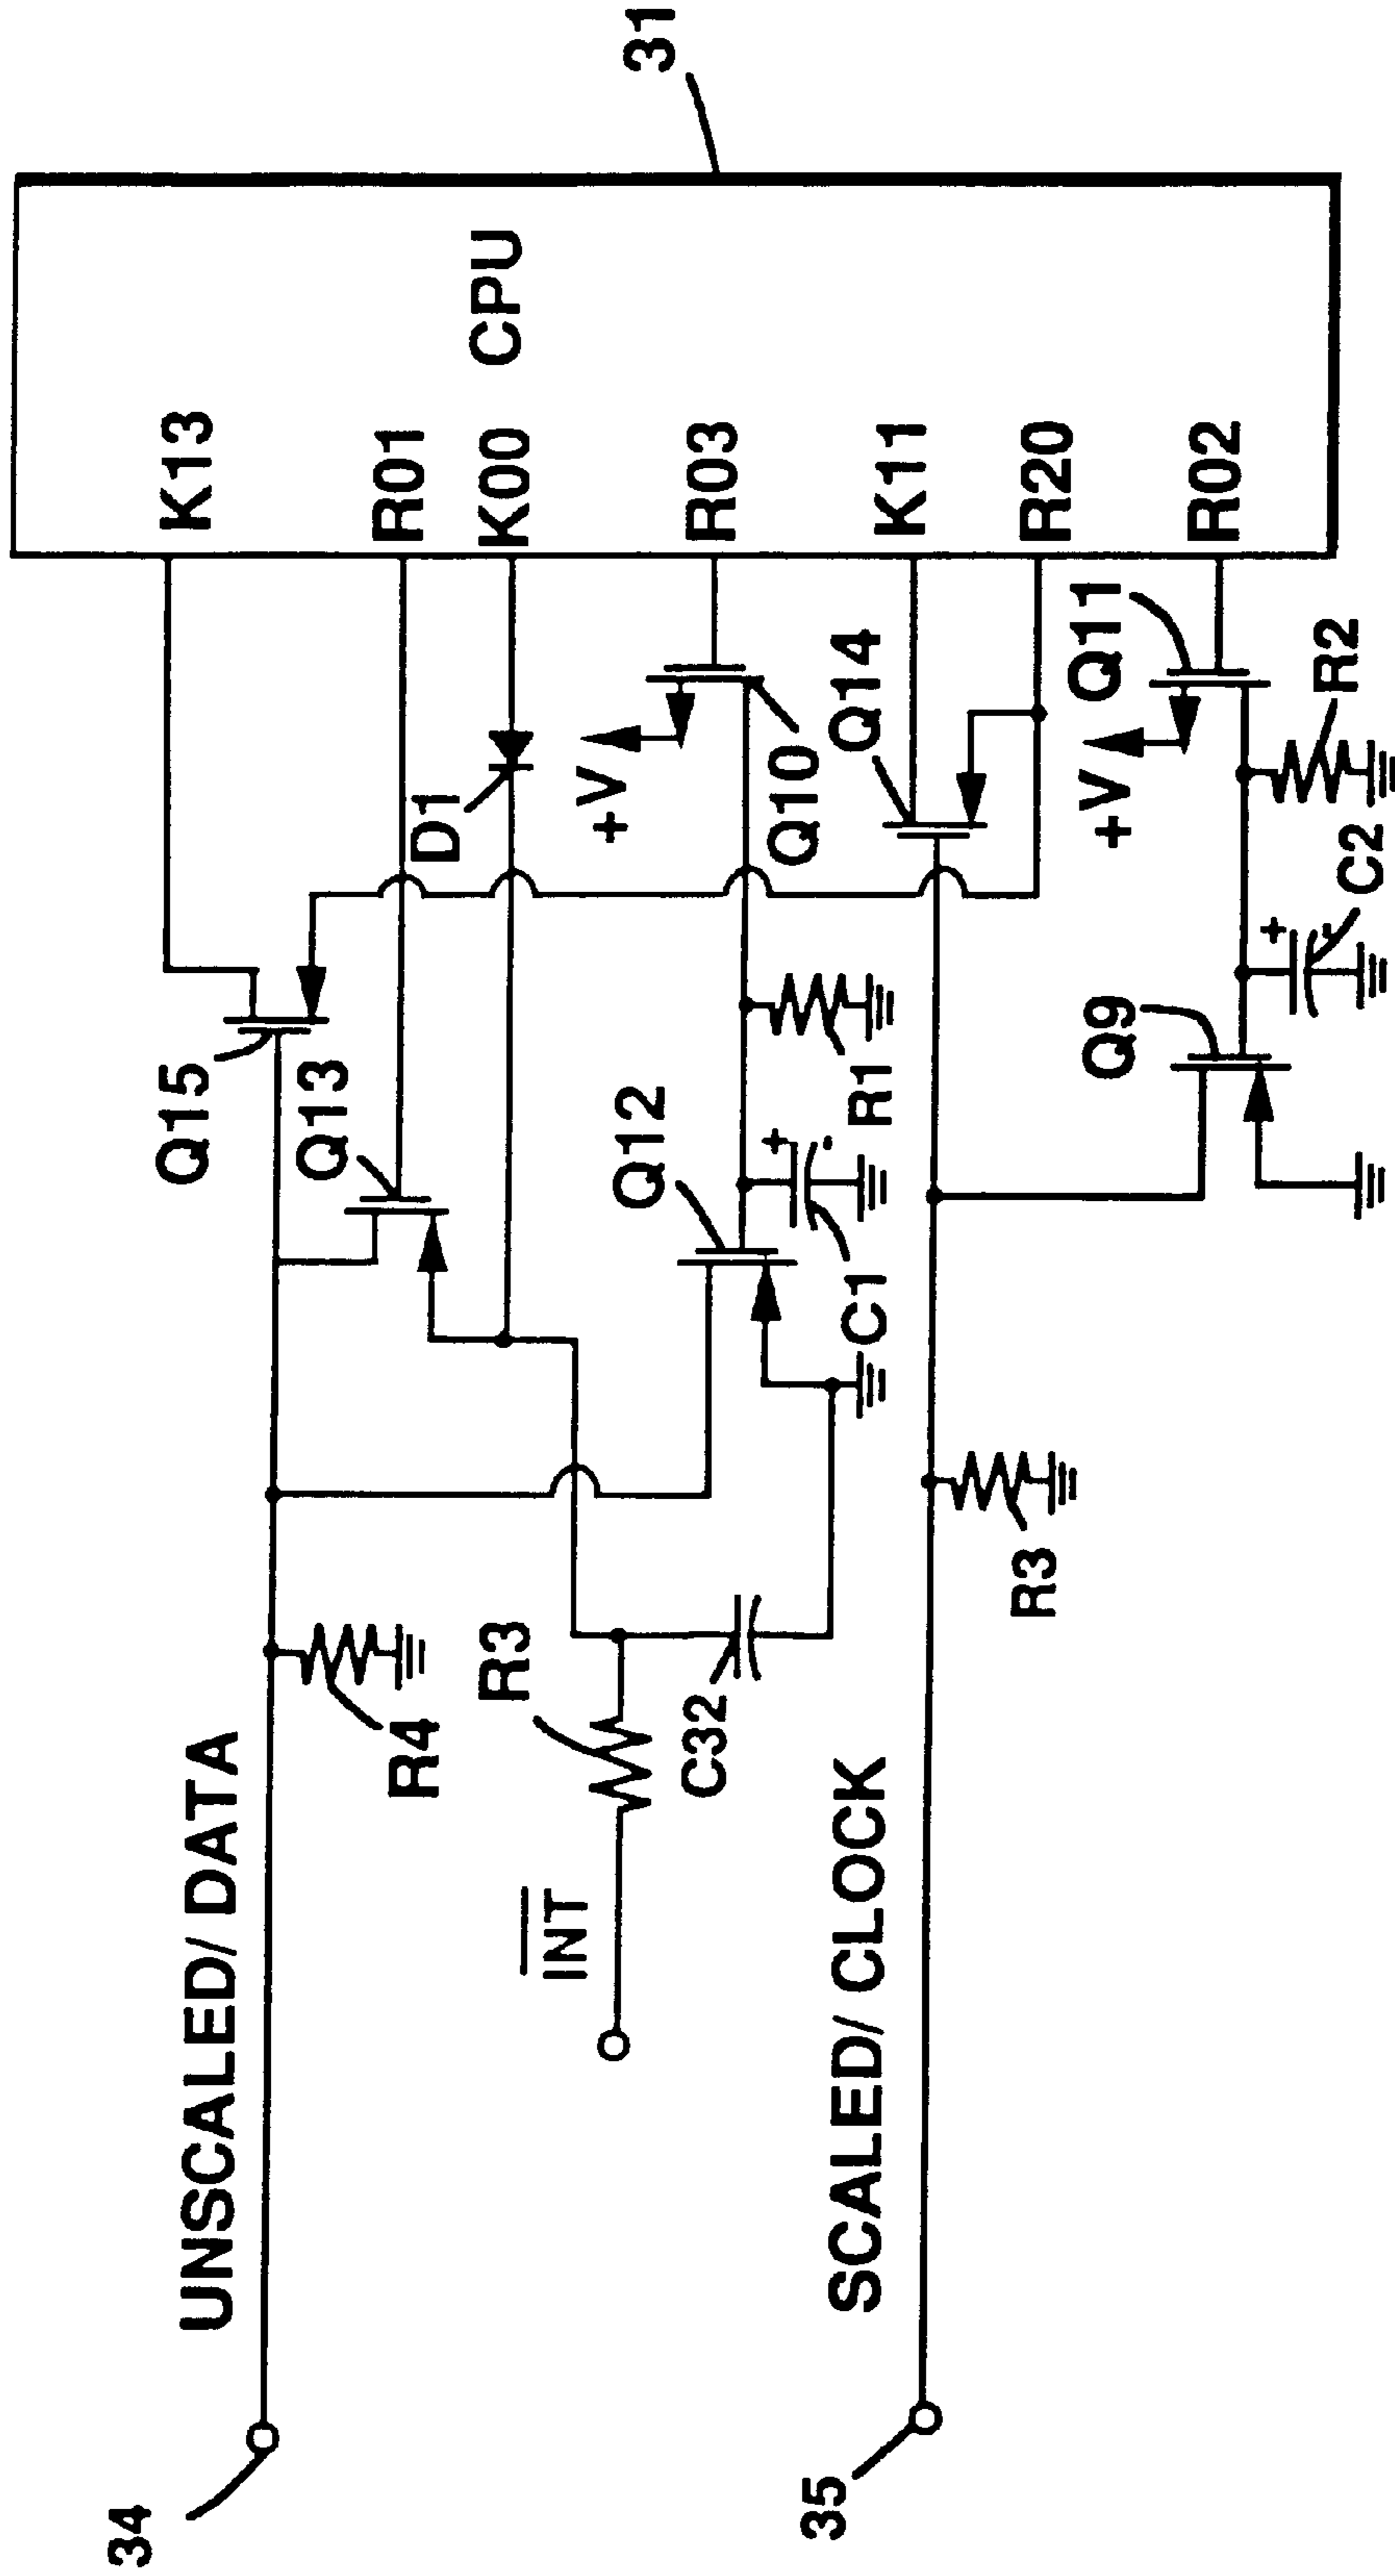 34
UNSCALED/ DATA
R4
Q15
K13
Q13
R01
INT
R3
D1
K00
CPU
31
C32
Q12
+V
R03
C1
R1
Q10
35
SCALED/ CLOCK
R3
Q14
K11
R20
Q9
+
-
+
-
C2
+V
Q11
R2
R02